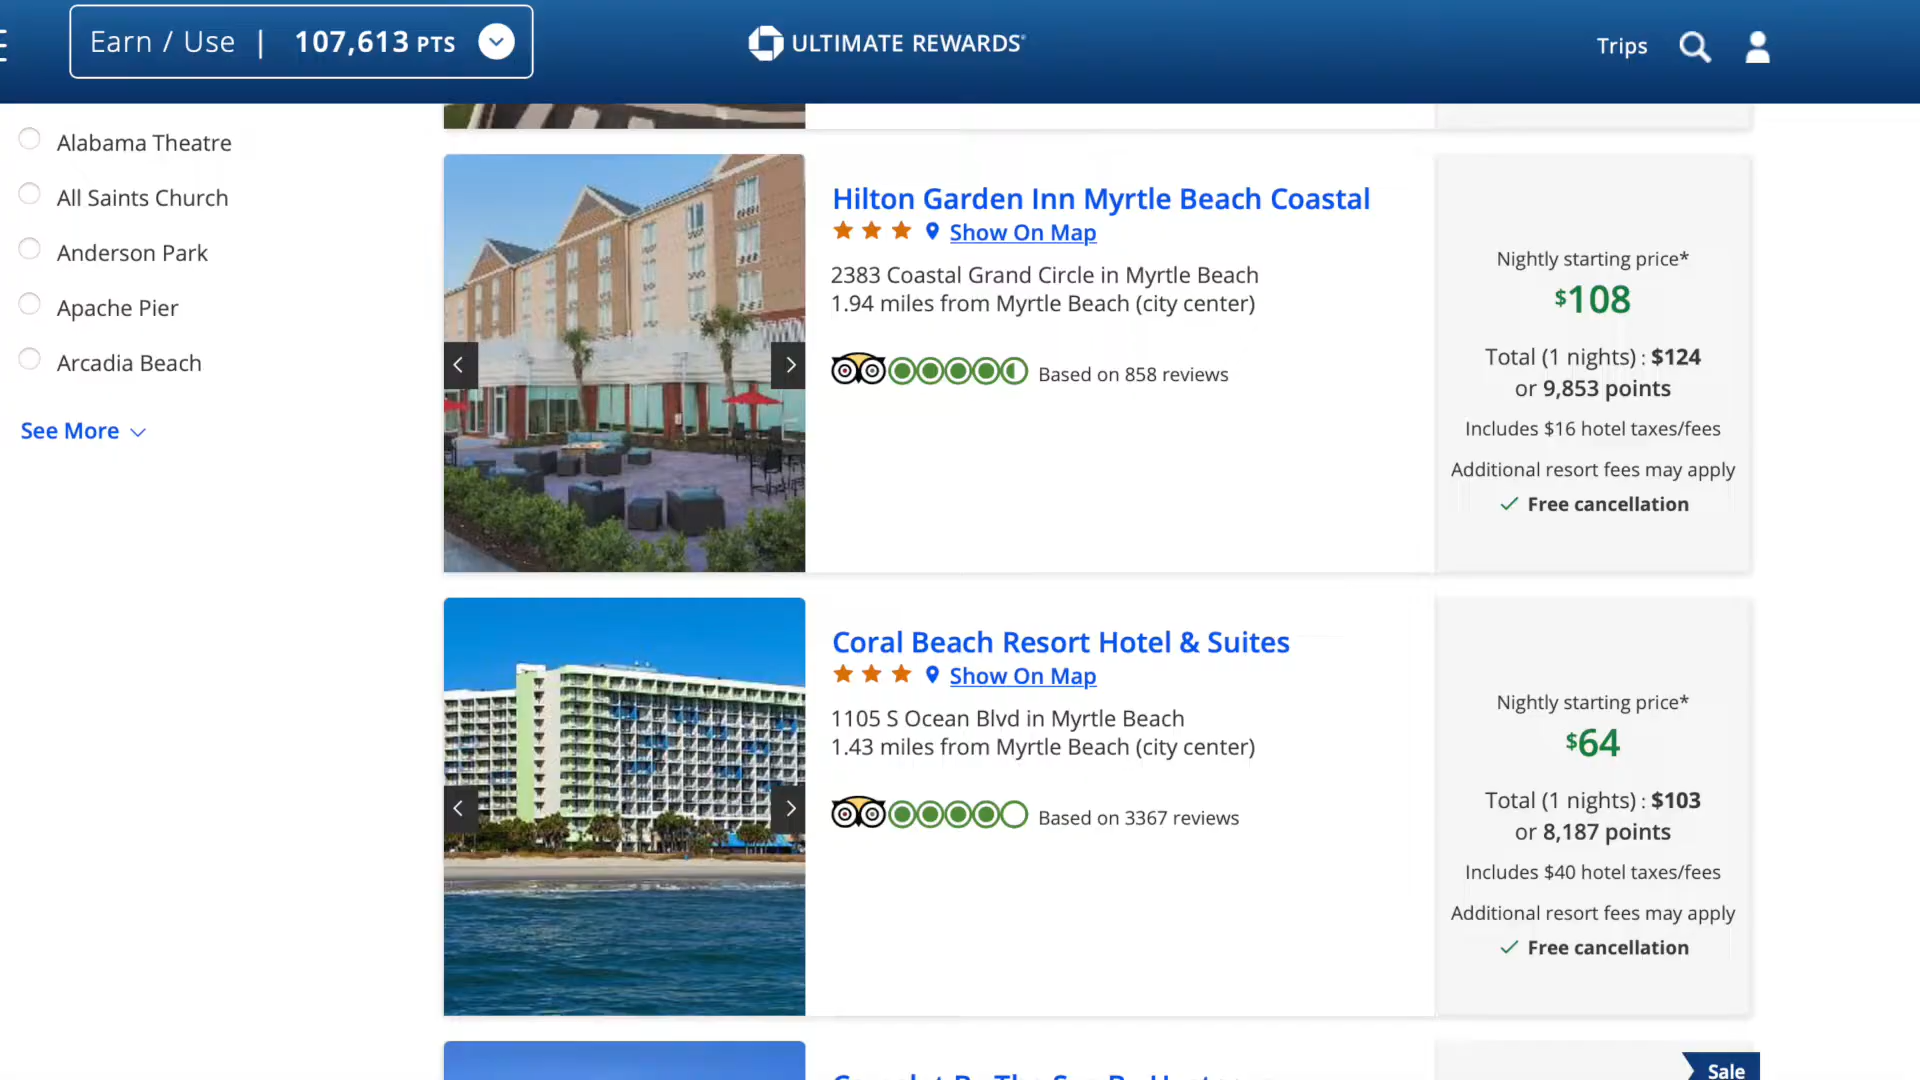 Earn / Use | 107,613 PTS
ULTIMATE REWARDS®
Trips
Alabama Theatre
All Saints Church
Anderson Park
Apache Pier
Arcadia Beach
See More
Hilton Garden Inn Myrtle Beach Coastal
Show On Map
2383 Coastal Grand Circle in Myrtle Beach
1.94 miles from Myrtle Beach (city center)
Based on 858 reviews
Nightly starting price*
$108
Total (1 nights) : $124
or 9,853 points
Includes $16 hotel taxes/fees
Additional resort fees may apply
Free cancellation
Coral Beach Resort Hotel & Suites
Show On Map
1105 S Ocean Blvd in Myrtle Beach
1.43 miles from Myrtle Beach (city center)
Based on 3367 reviews
Nightly starting price*
$64
Total (1 nights) : $103
or 8,187 points
Includes $40 hotel taxes/fees
Additional resort fees may apply
Free cancellation
Sale